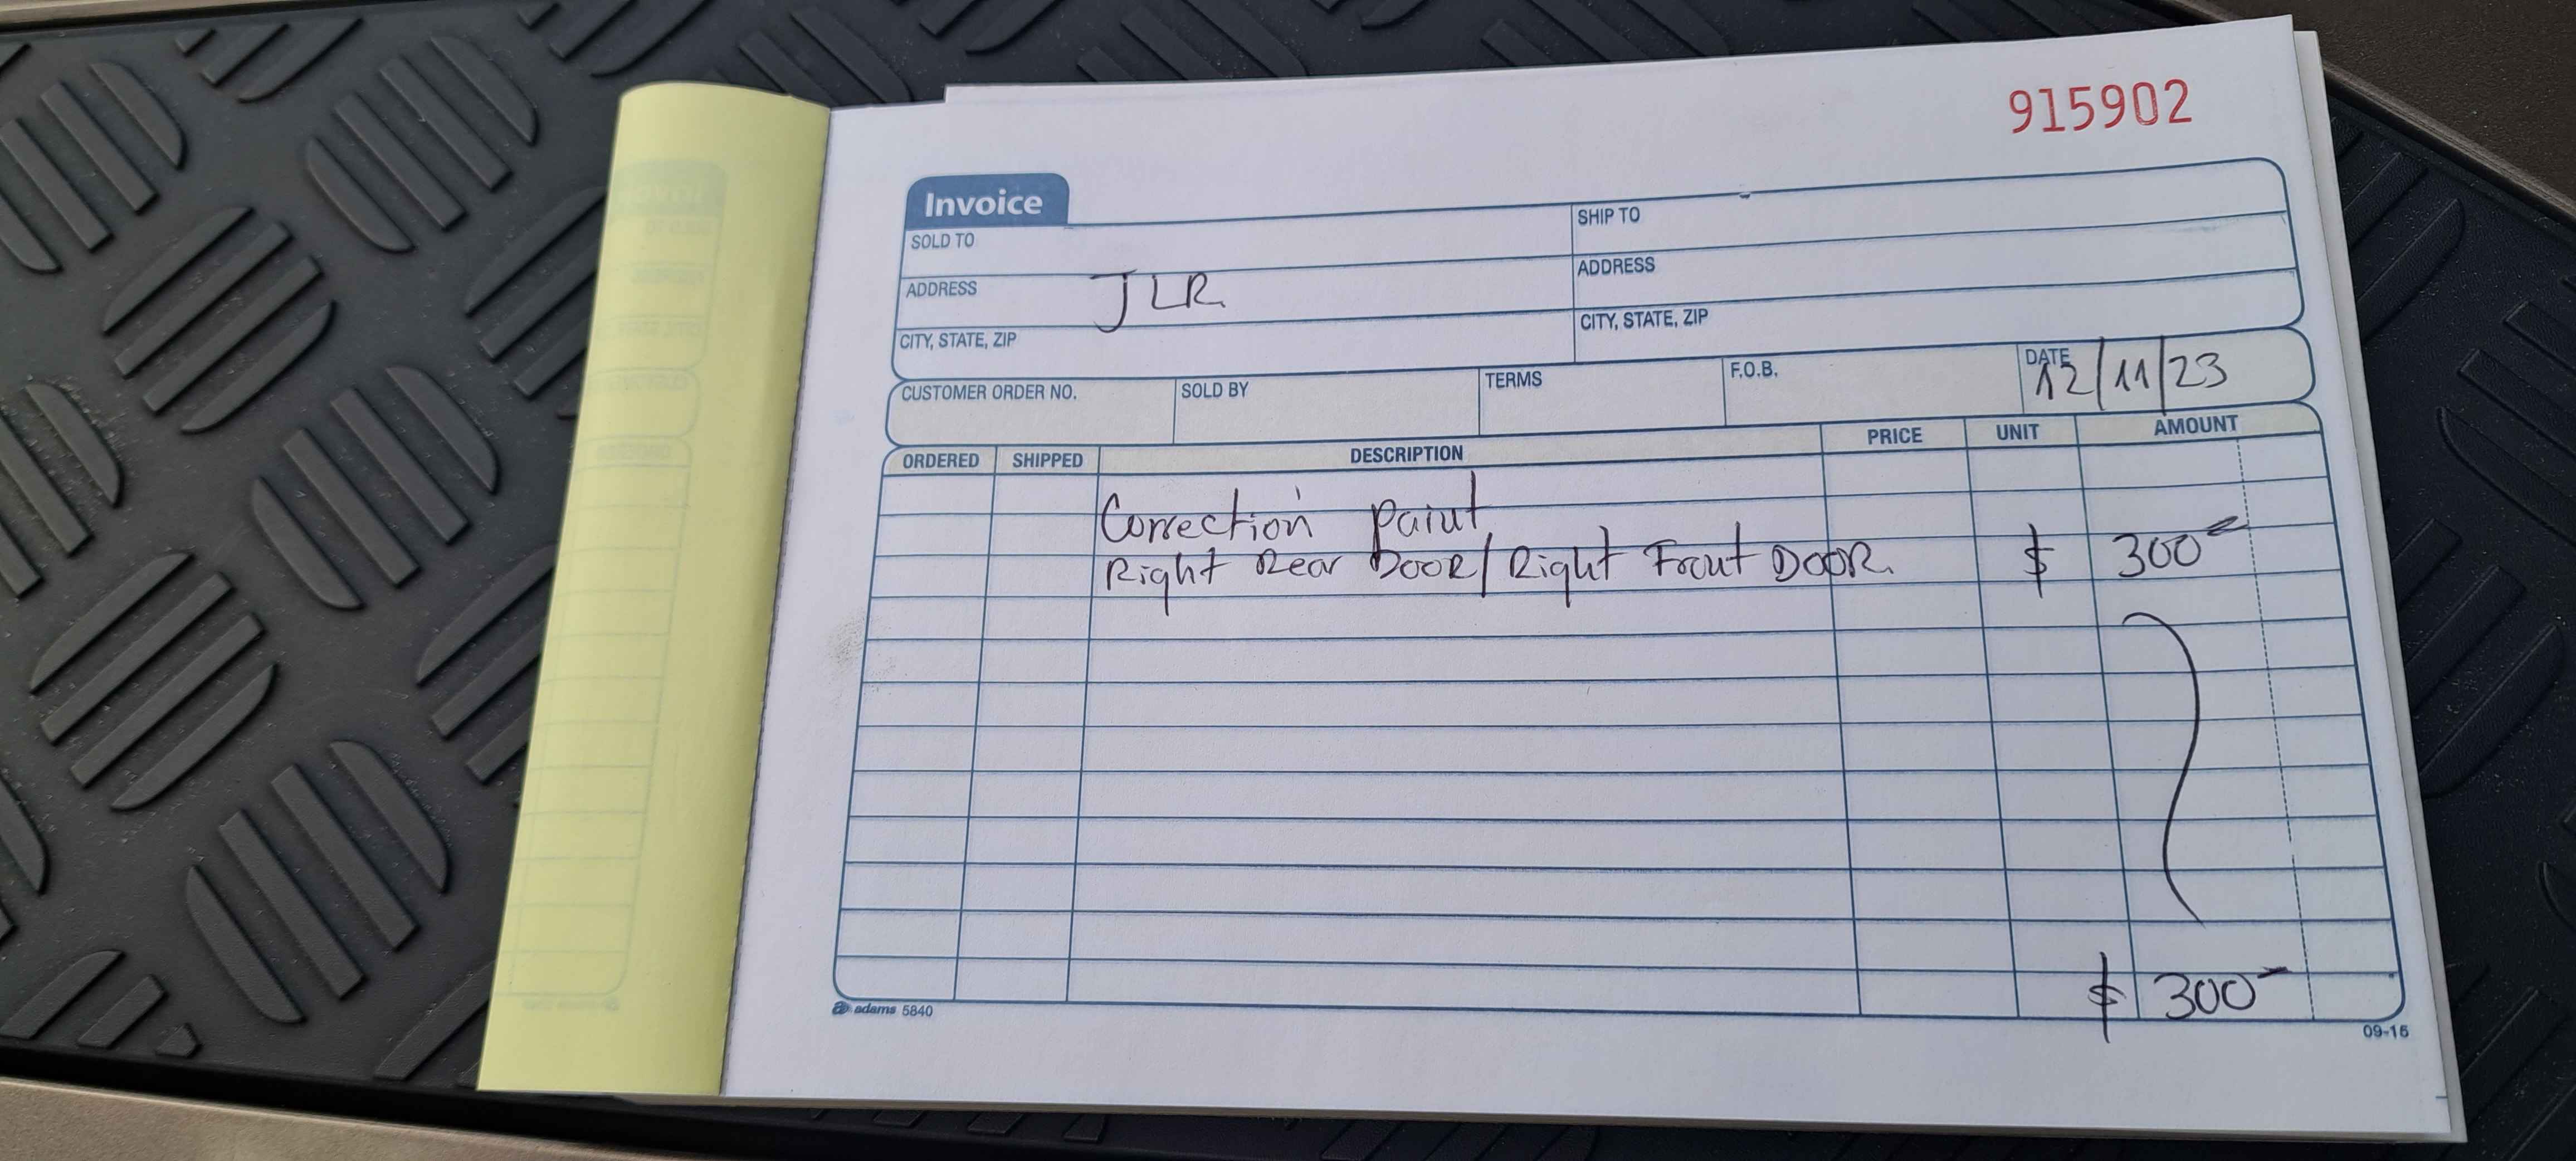 915902
Invoice
SOLD TO
SHIP TO
ADDRESS JLR
ADDRESS
CITY, STATE, ZIP
CITY, STATE, ZIP
CUSTOMER ORDER NO. SOLD BY TERMS F.O.B. DATE 12/11/23
ORDERED SHIPPED DESCRIPTION PRICE UNIT AMOUNT
Correction paint
Right Rear DOOR/Right Front DOOR. $ 300-
$ 300-
adams 5840
09-16